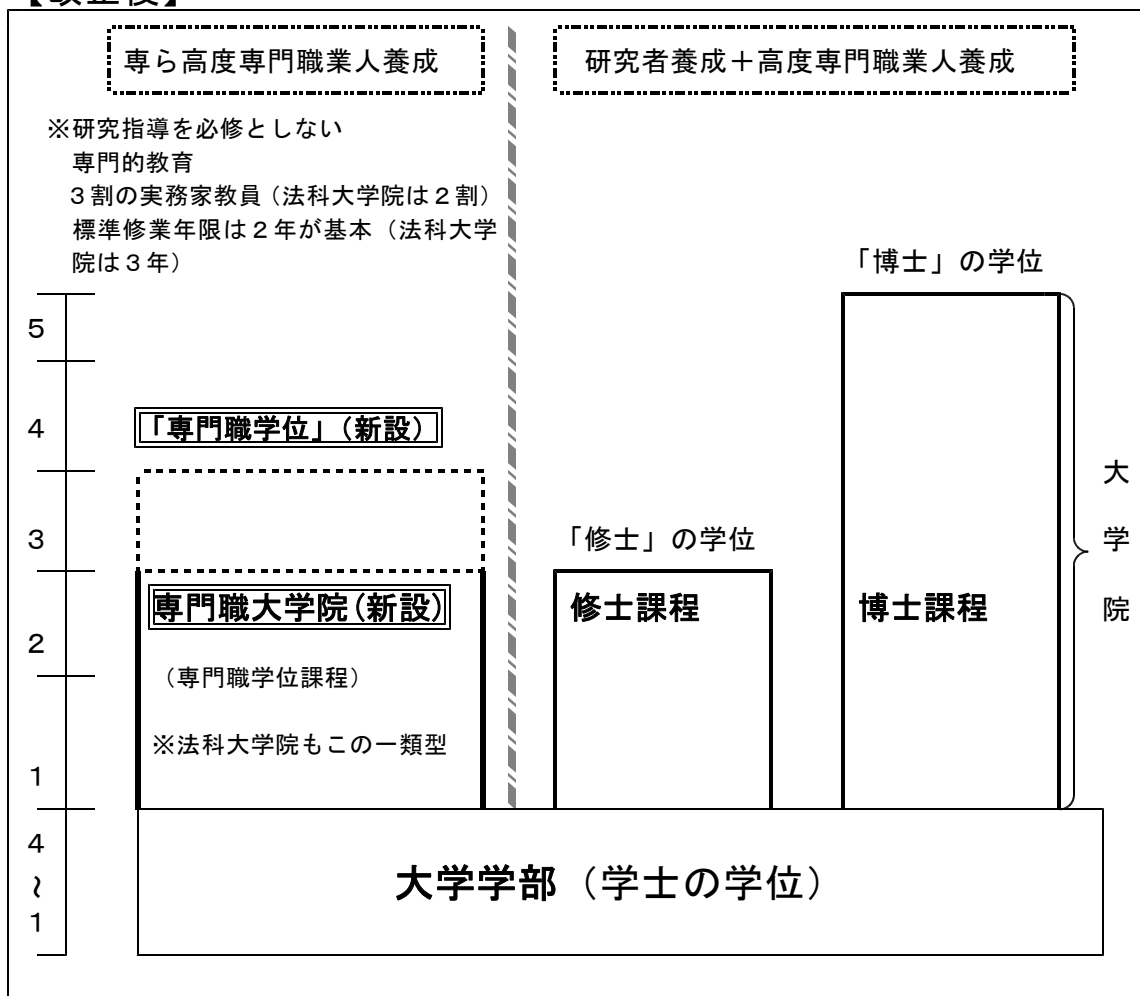 【改正後】
専ら高度専門職業人養成
研究者養成＋高度専門職業人養成
※研究指導を必修としない
専門的教育
３割の実務家教員（法科大学院は２割）
標準修業年限は２年が基本（法科大学
院は３年）
「博士」の学位
5
4
「専門職学位」（新設）
3
「修士」の学位
大
学
院
専門職大学院（新設）
修士課程
博士課程
2
（専門職学位課程）
※法科大学院もこの一類型
1
4
～
1
大学学部（学士の学位）